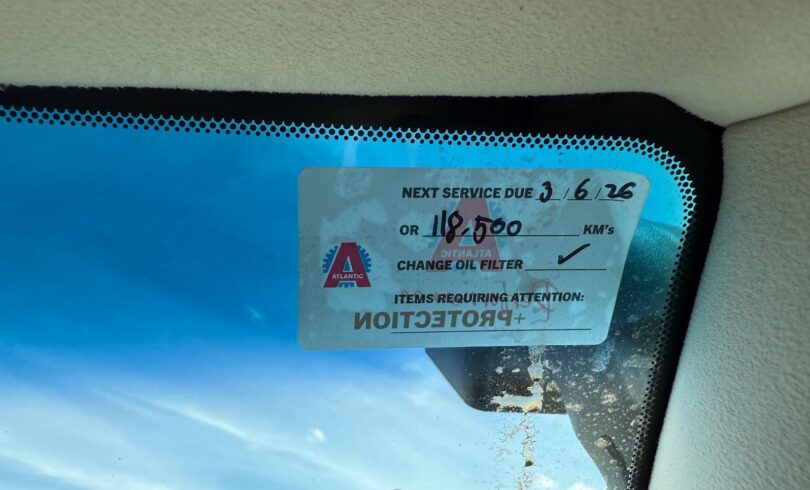 NEXT SERVICE DUE 3/6/26
OR 118,500 KM's
A
ATLANTIC
CHANGE OIL FILTER ✓
ITEMS REQUIRING ATTENTION:
+PROTECTION